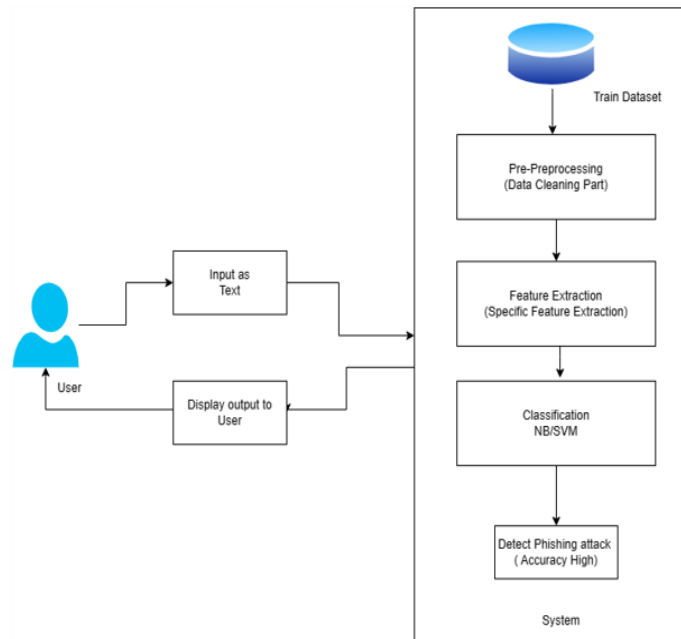 Train Dataset
Pre-Preprocessing
(Data Cleaning Part)
Input as
Text
Feature Extraction
(Specific Feature Extraction)
User
Display output to
User
Classification
NB/SVM
Detect Phishing attack
( Accuracy High)
System